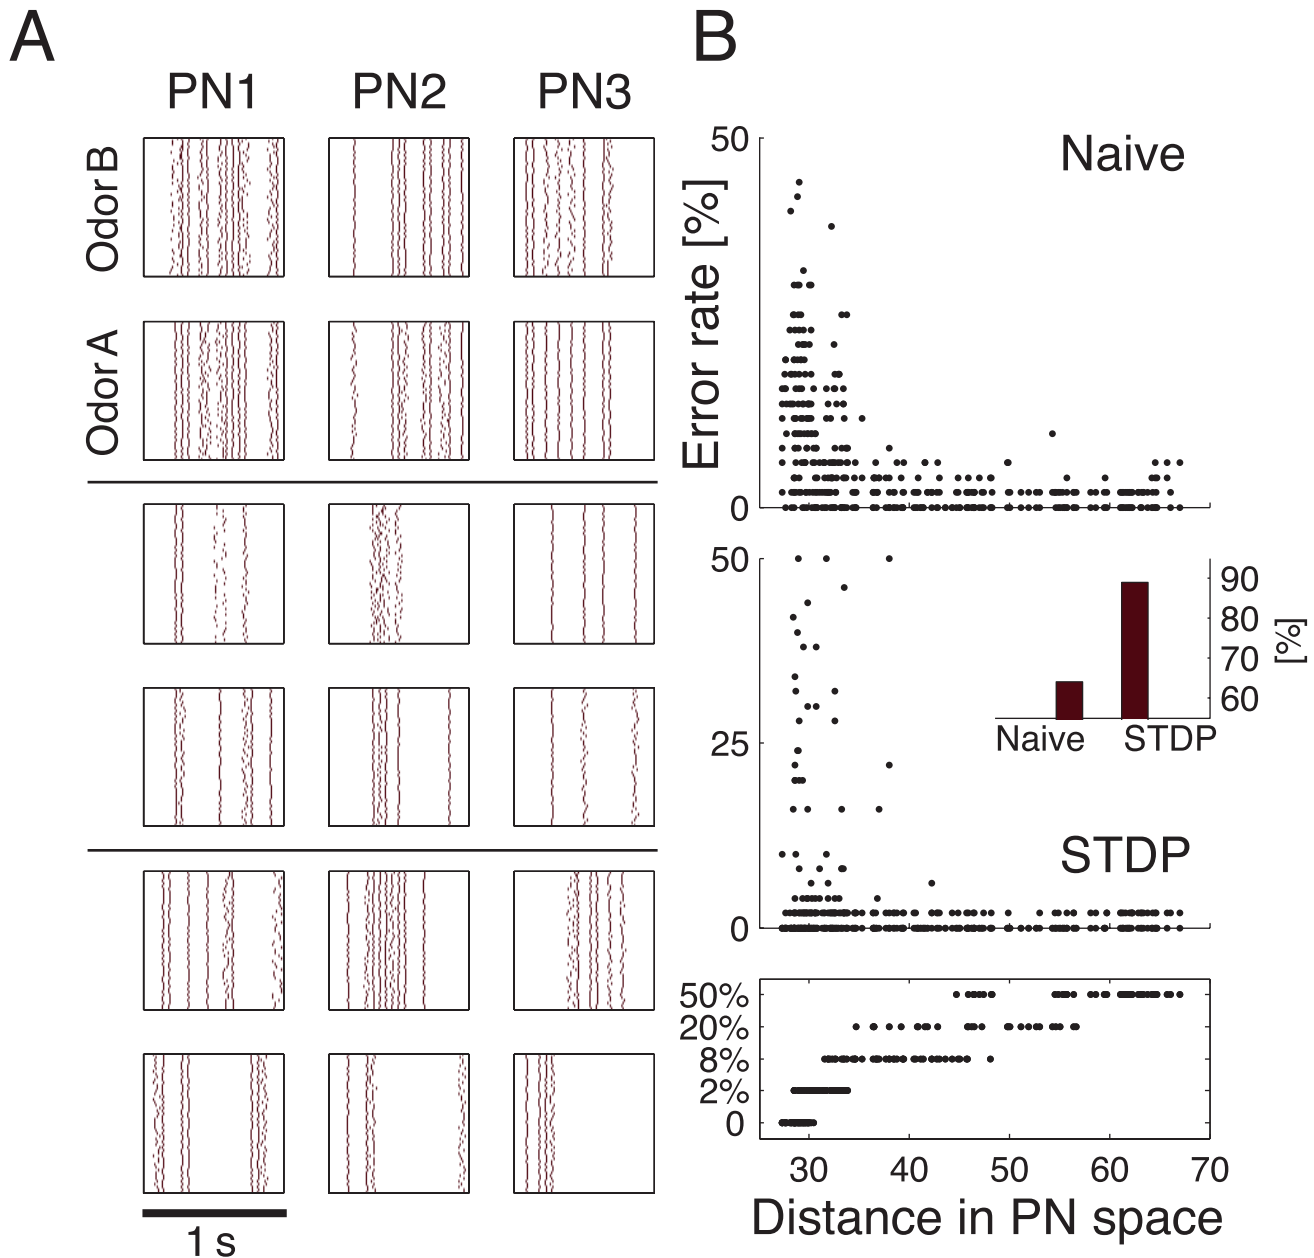 A
B
PN1 PN2 PN3
Odor B
Odor A
1 s
Naive
Error rate [%]
50
0
50
25
0
STDP
90
80
70
60
[%]
Naive STDP
50%
20%
8%
2%
0
30 40 50 60 70
Distance in PN space